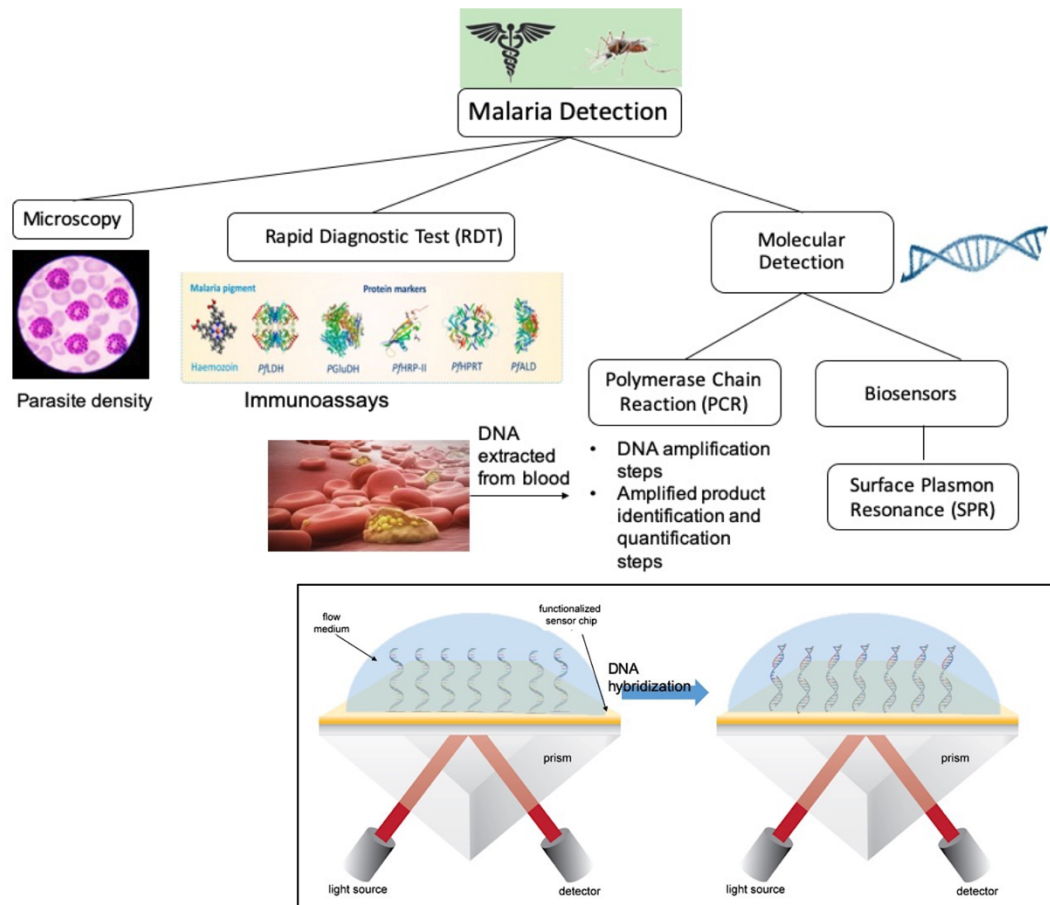 Malaria Detection
Microscopy
Rapid Diagnostic Test (RDT)
Molecular
Detection
Malaria pigment
Protein markers
Haemozoin
PfLDH
PGluDH
PfHRP-II
PfHPRT
PfALD
Parasite density
Immunoassays
Polymerase Chain
Reaction (PCR)
Biosensors
DNA
extracted
from blood
• DNA amplification
steps
• Amplified product
identification and
quantification
steps
Surface Plasmon
Resonance (SPR)
flow
medium
functionalized
sensor chip
DNA
hybridization
prism
light source
detector
prism
light source
detector